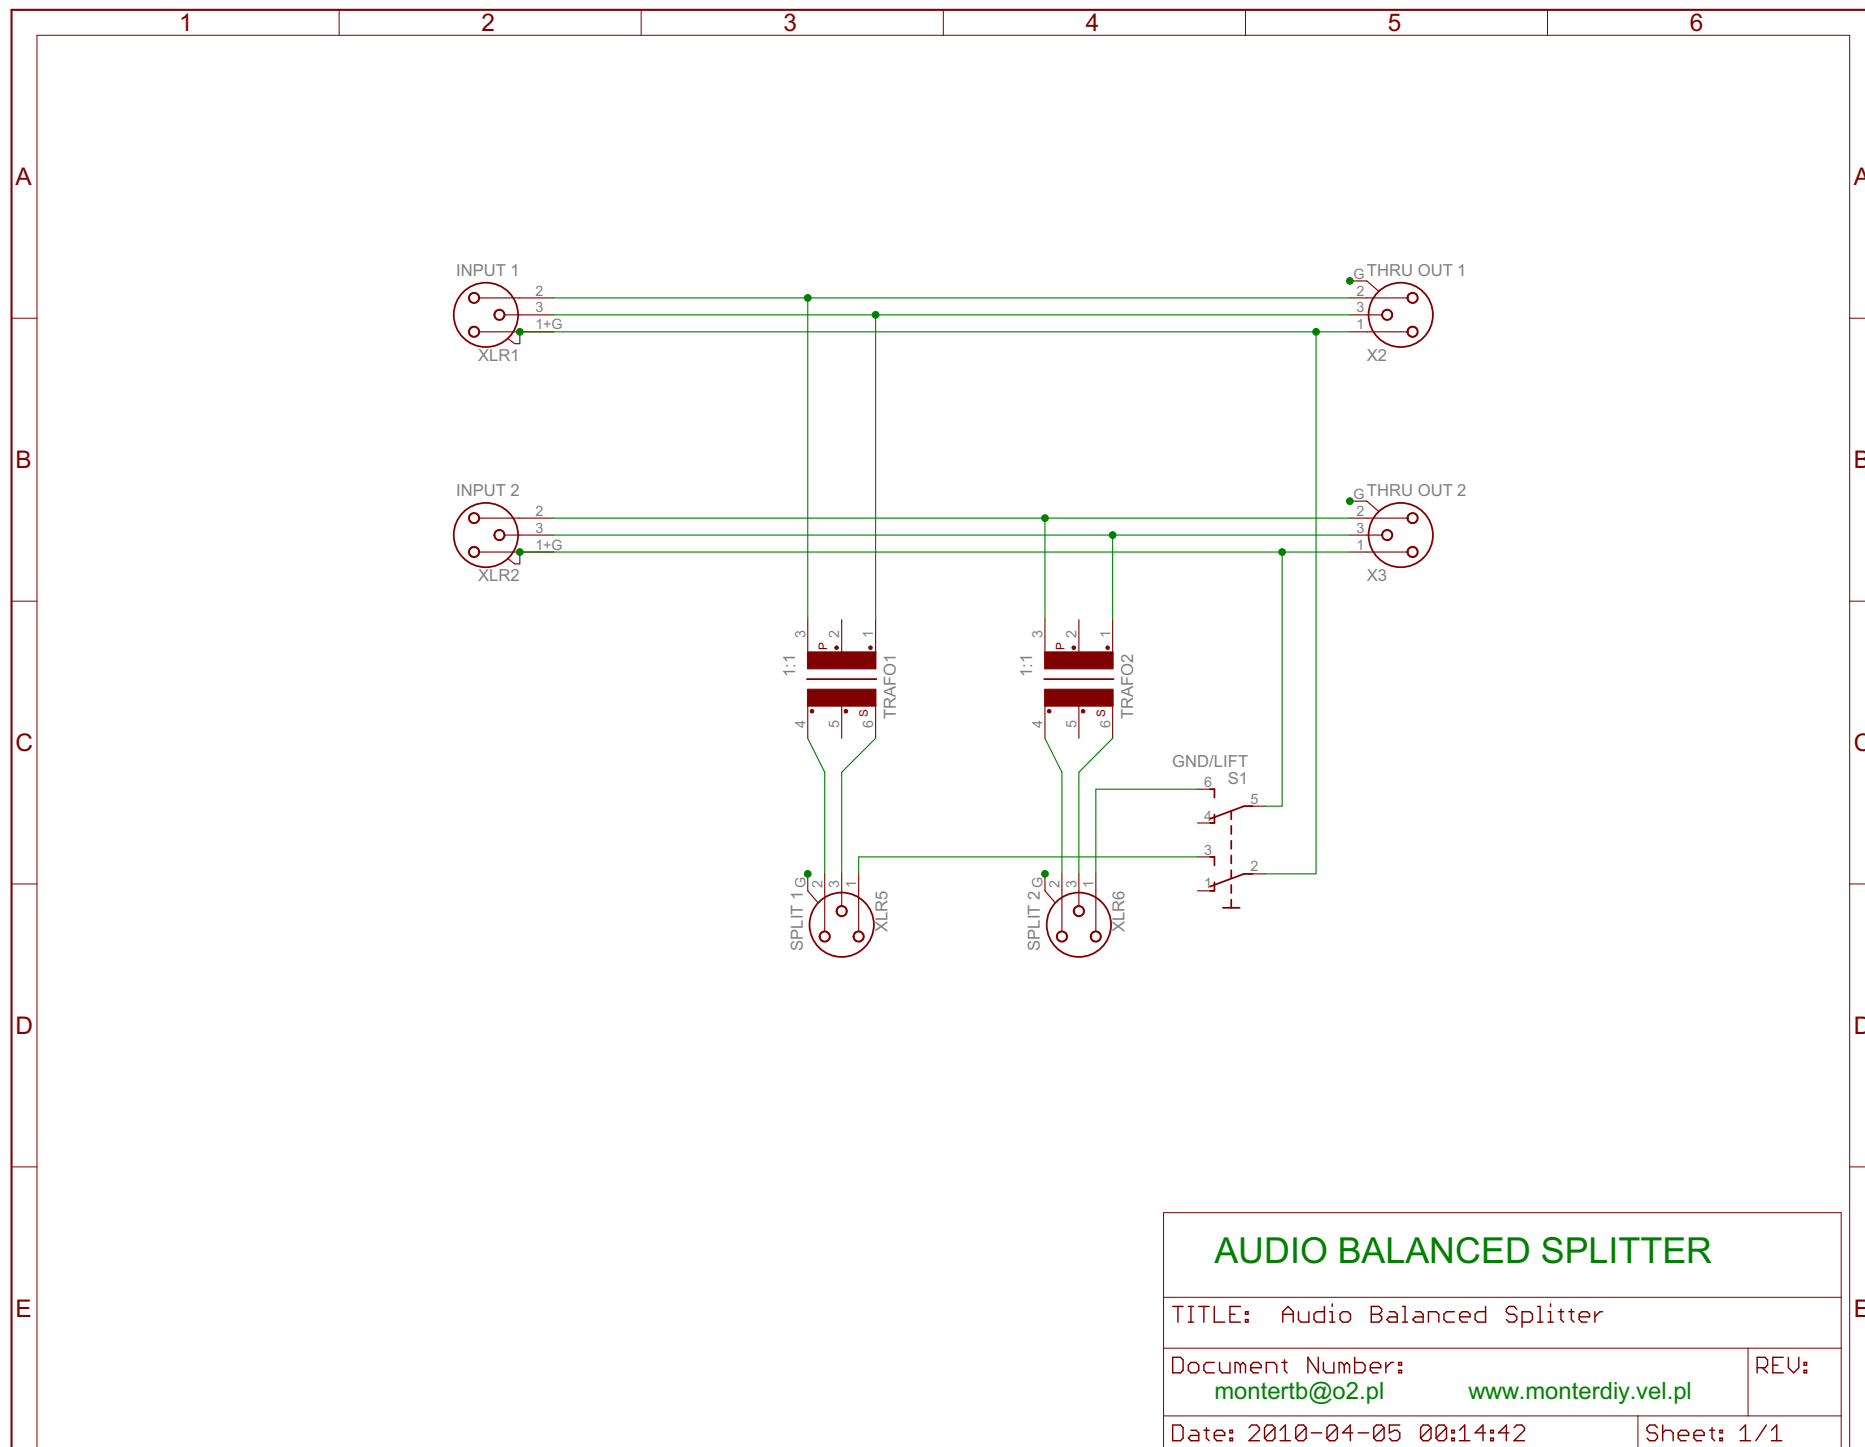 1 2 3 4 5 6
A A
INPUT 1
2
3
1+G
XLR1
G THRU OUT 1
2
3
1
X2
B B
INPUT 2
2
3
1+G
XLR2
G THRU OUT 2
2
3
1
X3
3 P 2 1
1:1
TRAFO1
4 5 S 6
3 P 2 1
1:1
TRAFO2
4 5 S 6
C C
GND/LIFT
S1
6
5
4
3
2
1
SPLIT 1 G 2 3 1 XLR5
SPLIT 2 G 2 3 1 XLR6
D D
E E
AUDIO BALANCED SPLITTER
TITLE: Audio Balanced Splitter
Document Number:
REV:
montertb@o2.pl www.monterdiy.vel.pl
Date: 2010-04-05 00:14:42
Sheet: 1/1